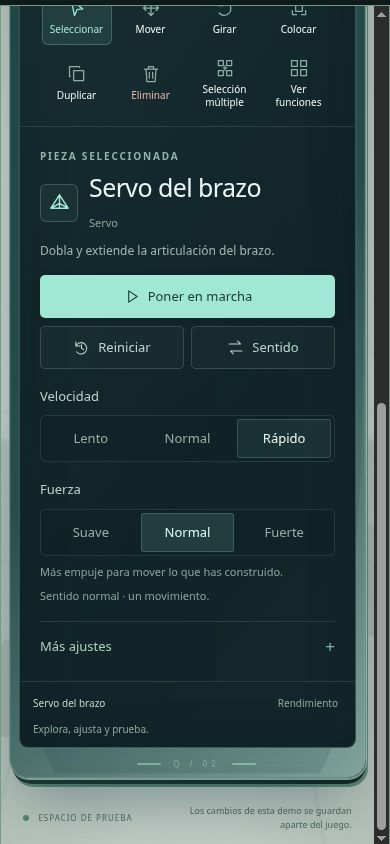 Seleccionar Mover Girar Colocar
Duplicar Eliminar Selección múltiple Ver funciones
PIEZA SELECCIONADA
Servo del brazo
Servo
Dobla y extiende la articulación del brazo.
Poner en marcha
Reiniciar Sentido
Velocidad
Lento Normal Rápido
Fuerza
Suave Normal Fuerte
Más empuje para mover lo que has construido.
Sentido normal · un movimiento.
Más ajustes +
Servo del brazo Rendimiento
Explora, ajusta y prueba.
Q / 02
ESPACIO DE PRUEBA
Los cambios de esta demo se guardan
aparte del juego.